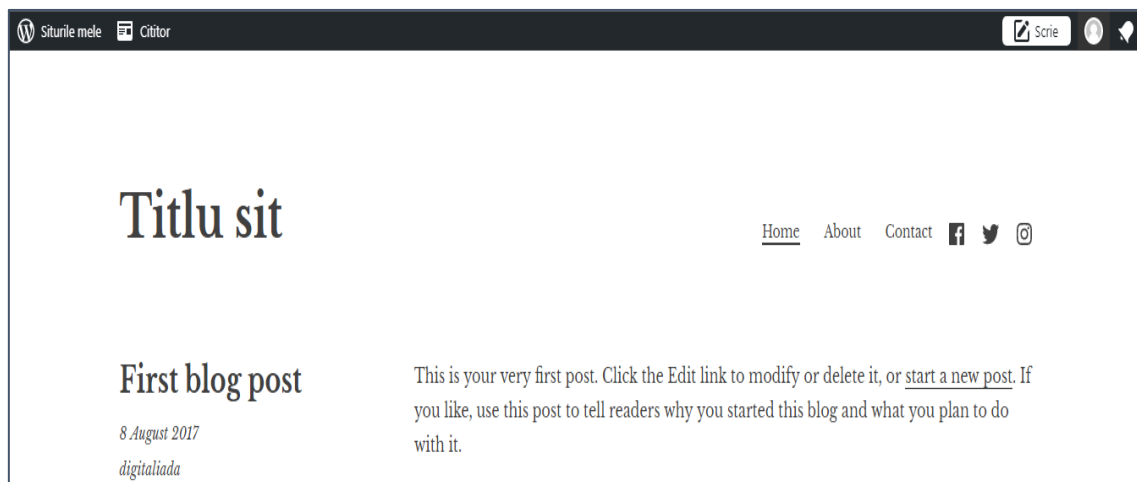 Siturile mele Cititor Scrie
Titlu sit
Home About Contact
First blog post
8 August 2017
digitaliada
This is your very first post. Click the Edit link to modify or delete it, or start a new post. If
you like, use this post to tell readers why you started this blog and what you plan to do
with it.